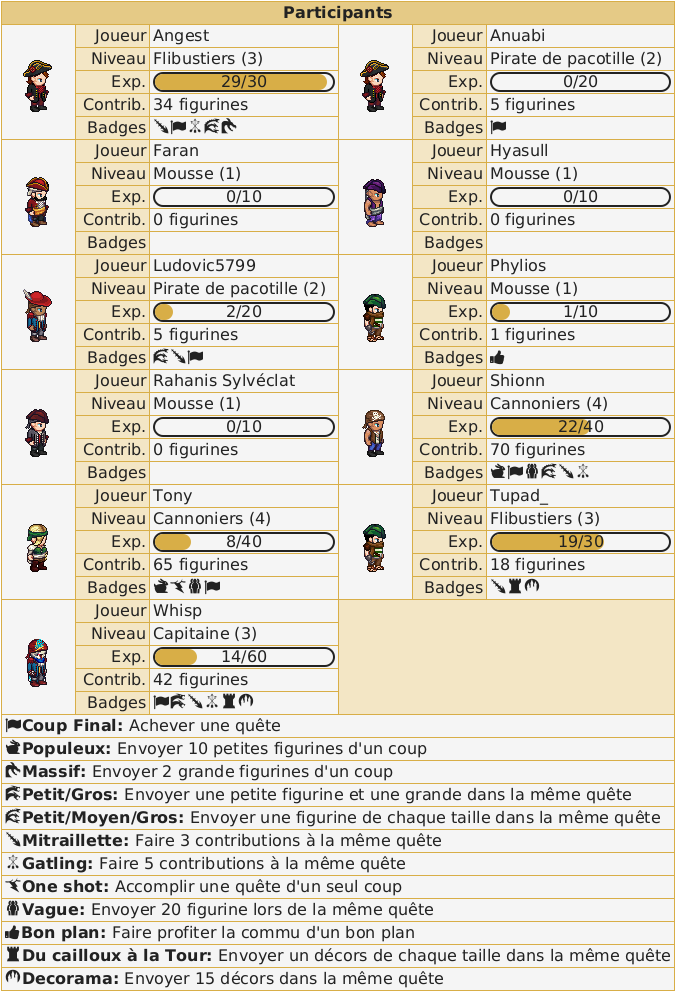 Participants
Joueur Angest
Niveau Flibustiers (3)
Exp. 29/30
Contrib. 34 figurines
Badges
Joueur Anuabi
Niveau Pirate de pacotille (2)
Exp. 0/20
Contrib. 5 figurines
Badges
Joueur Faran
Niveau Mousse (1)
Exp. 0/10
Contrib. 0 figurines
Badges
Joueur Hyasull
Niveau Mousse (1)
Exp. 0/10
Contrib. 0 figurines
Badges
Joueur Ludovic5799
Niveau Pirate de pacotille (2)
Exp. 2/20
Contrib. 5 figurines
Badges
Joueur Phylios
Niveau Mousse (1)
Exp. 1/10
Contrib. 1 figurines
Badges
Joueur Rahanis Sylvéclat
Niveau Mousse (1)
Exp. 0/10
Contrib. 0 figurines
Badges
Joueur Shionn
Niveau Cannoniers (4)
Exp. 22/40
Contrib. 70 figurines
Badges
Joueur Tony
Niveau Cannoniers (4)
Exp. 8/40
Contrib. 65 figurines
Badges
Joueur Tupad_
Niveau Flibustiers (3)
Exp. 19/30
Contrib. 18 figurines
Badges
Joueur Whisp
Niveau Capitaine (3)
Exp. 14/60
Contrib. 42 figurines
Badges
Coup Final: Achever une quête
Populeux: Envoyer 10 petites figurines d'un coup
Massif: Envoyer 2 grande figurines d'un coup
Petit/Gros: Envoyer une petite figurine et une grande dans la même quête
Petit/Moyen/Gros: Envoyer une figurine de chaque taille dans la même quête
Mitraillette: Faire 3 contributions à la même quête
Gatling: Faire 5 contributions à la même quête
One shot: Accomplir une quête d'un seul coup
Vague: Envoyer 20 figurine lors de la même quête
Bon plan: Faire profiter la commu d'un bon plan
Du cailloux à la Tour: Envoyer un décors de chaque taille dans la même quête
Decorama: Envoyer 15 décors dans la même quête